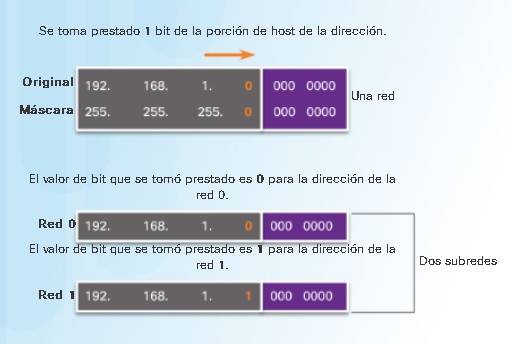 Se toma prestado 1 bit de la porción de host de la dirección.
Original 192. 168. 1. 0 000 0000
Una red
Máscara 255. 255. 255. 0 000 0000
El valor de bit que se tomó prestado es 0 para la dirección de la
red 0.
Red 0 192. 168. 1. 0 000 0000
El valor de bit que se tomó prestado es 1 para la dirección de la
red 1.
Dos subredes
Red 1 192. 168. 1. 1 000 0000